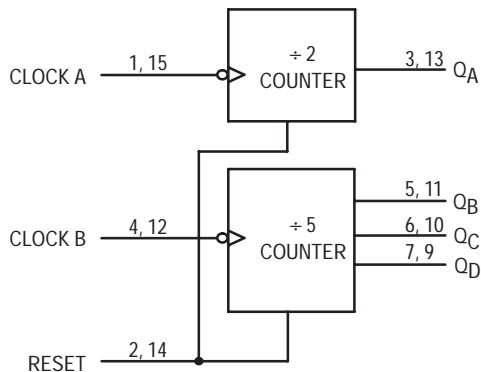 ÷ 2
COUNTER
CLOCK A
1, 15
3, 13
QA
÷ 5
COUNTER
CLOCK B
4, 12
5, 11
QB
6, 10
QC
7, 9
QD
RESET
2, 14